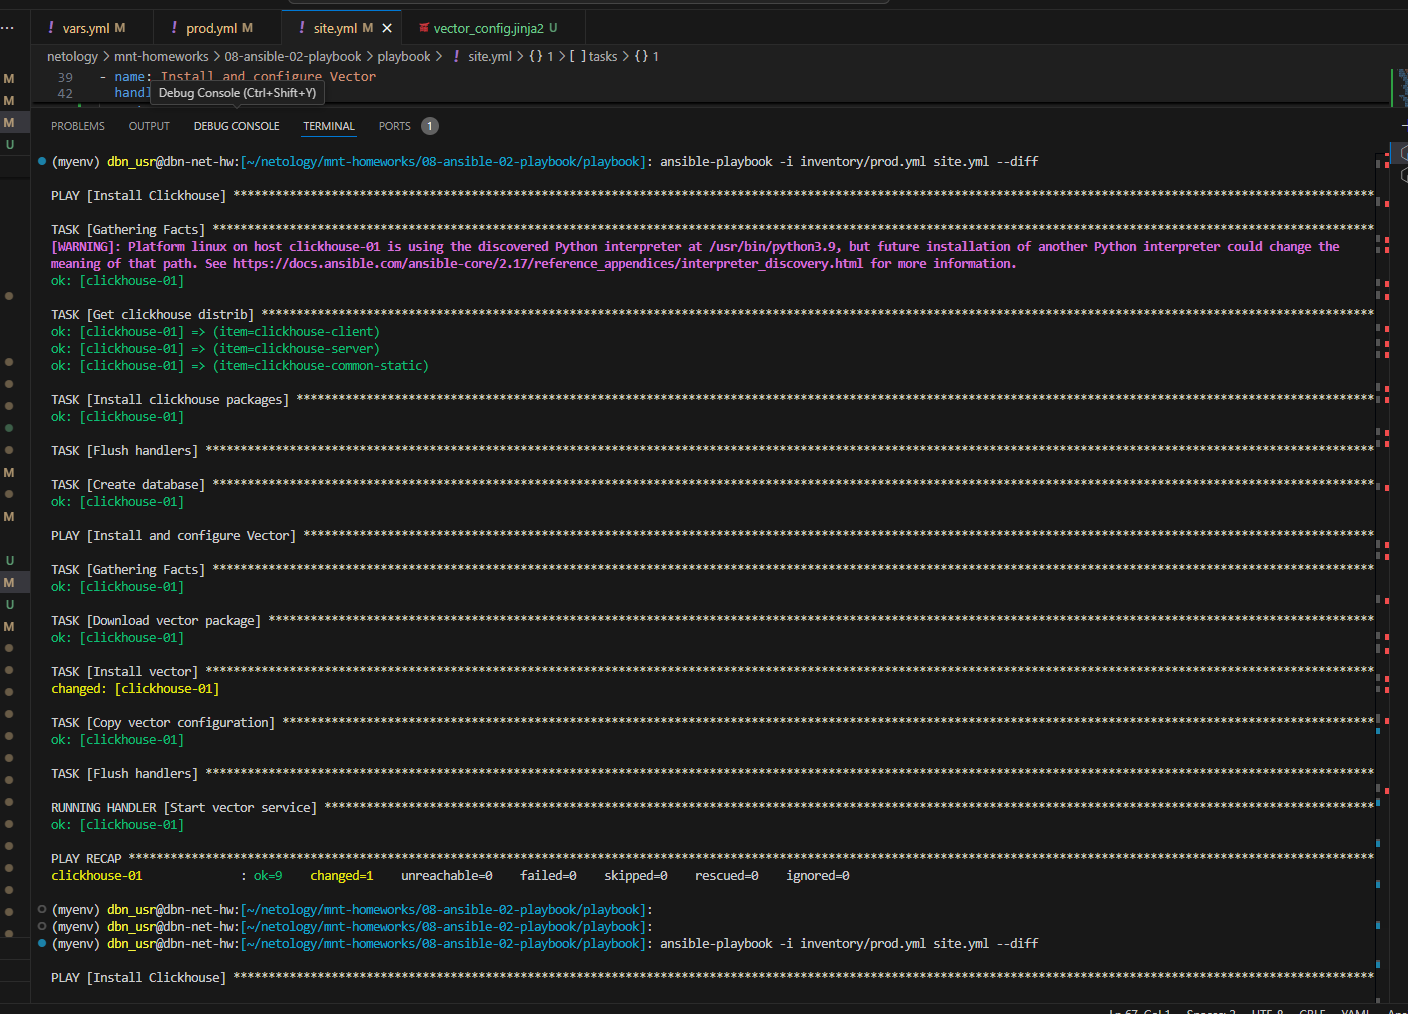 vars.yml M
prod.yml M
site.yml M
vector_config.jinja2 U
netology > mnt-homeworks > 08-ansible-02-playbook > playbook > ! site.yml > {} 1 > [ ] tasks > {} 1
39 - name: Install and configure Vector
42 handl
Debug Console (Ctrl+Shift+Y)
PROBLEMS OUTPUT DEBUG CONSOLE TERMINAL PORTS 1
(myenv) dbn_usr@dbn-net-hw:[~/netology/mnt-homeworks/08-ansible-02-playbook/playbook]: ansible-playbook -i inventory/prod.yml site.yml --diff
PLAY [Install Clickhouse] ****
TASK [Gathering Facts] ****
[WARNING]: Platform linux on host clickhouse-01 is using the discovered Python interpreter at /usr/bin/python3.9, but future installation of another Python interpreter could change the
meaning of that path. See https://docs.ansible.com/ansible-core/2.17/reference_appendices/interpreter_discovery.html for more information.
ok: [clickhouse-01]
TASK [Get clickhouse distrib] ****
ok: [clickhouse-01] => (item=clickhouse-client)
ok: [clickhouse-01] => (item=clickhouse-server)
ok: [clickhouse-01] => (item=clickhouse-common-static)
TASK [Install clickhouse packages] ****
ok: [clickhouse-01]
TASK [Flush handlers] ****
TASK [Create database] ****
ok: [clickhouse-01]
PLAY [Install and configure Vector] ****
TASK [Gathering Facts] ****
ok: [clickhouse-01]
TASK [Download vector package] ****
ok: [clickhouse-01]
TASK [Install vector] ****
changed: [clickhouse-01]
TASK [Copy vector configuration] ****
ok: [clickhouse-01]
TASK [Flush handlers] ****
RUNNING HANDLER [Start vector service] ****
ok: [clickhouse-01]
PLAY RECAP ****
clickhouse-01 : ok=9 changed=1 unreachable=0 failed=0 skipped=0 rescued=0 ignored=0
(myenv) dbn_usr@dbn-net-hw:[~/netology/mnt-homeworks/08-ansible-02-playbook/playbook]:
(myenv) dbn_usr@dbn-net-hw:[~/netology/mnt-homeworks/08-ansible-02-playbook/playbook]:
(myenv) dbn_usr@dbn-net-hw:[~/netology/mnt-homeworks/08-ansible-02-playbook/playbook]: ansible-playbook -i inventory/prod.yml site.yml --diff
PLAY [Install Clickhouse] ****